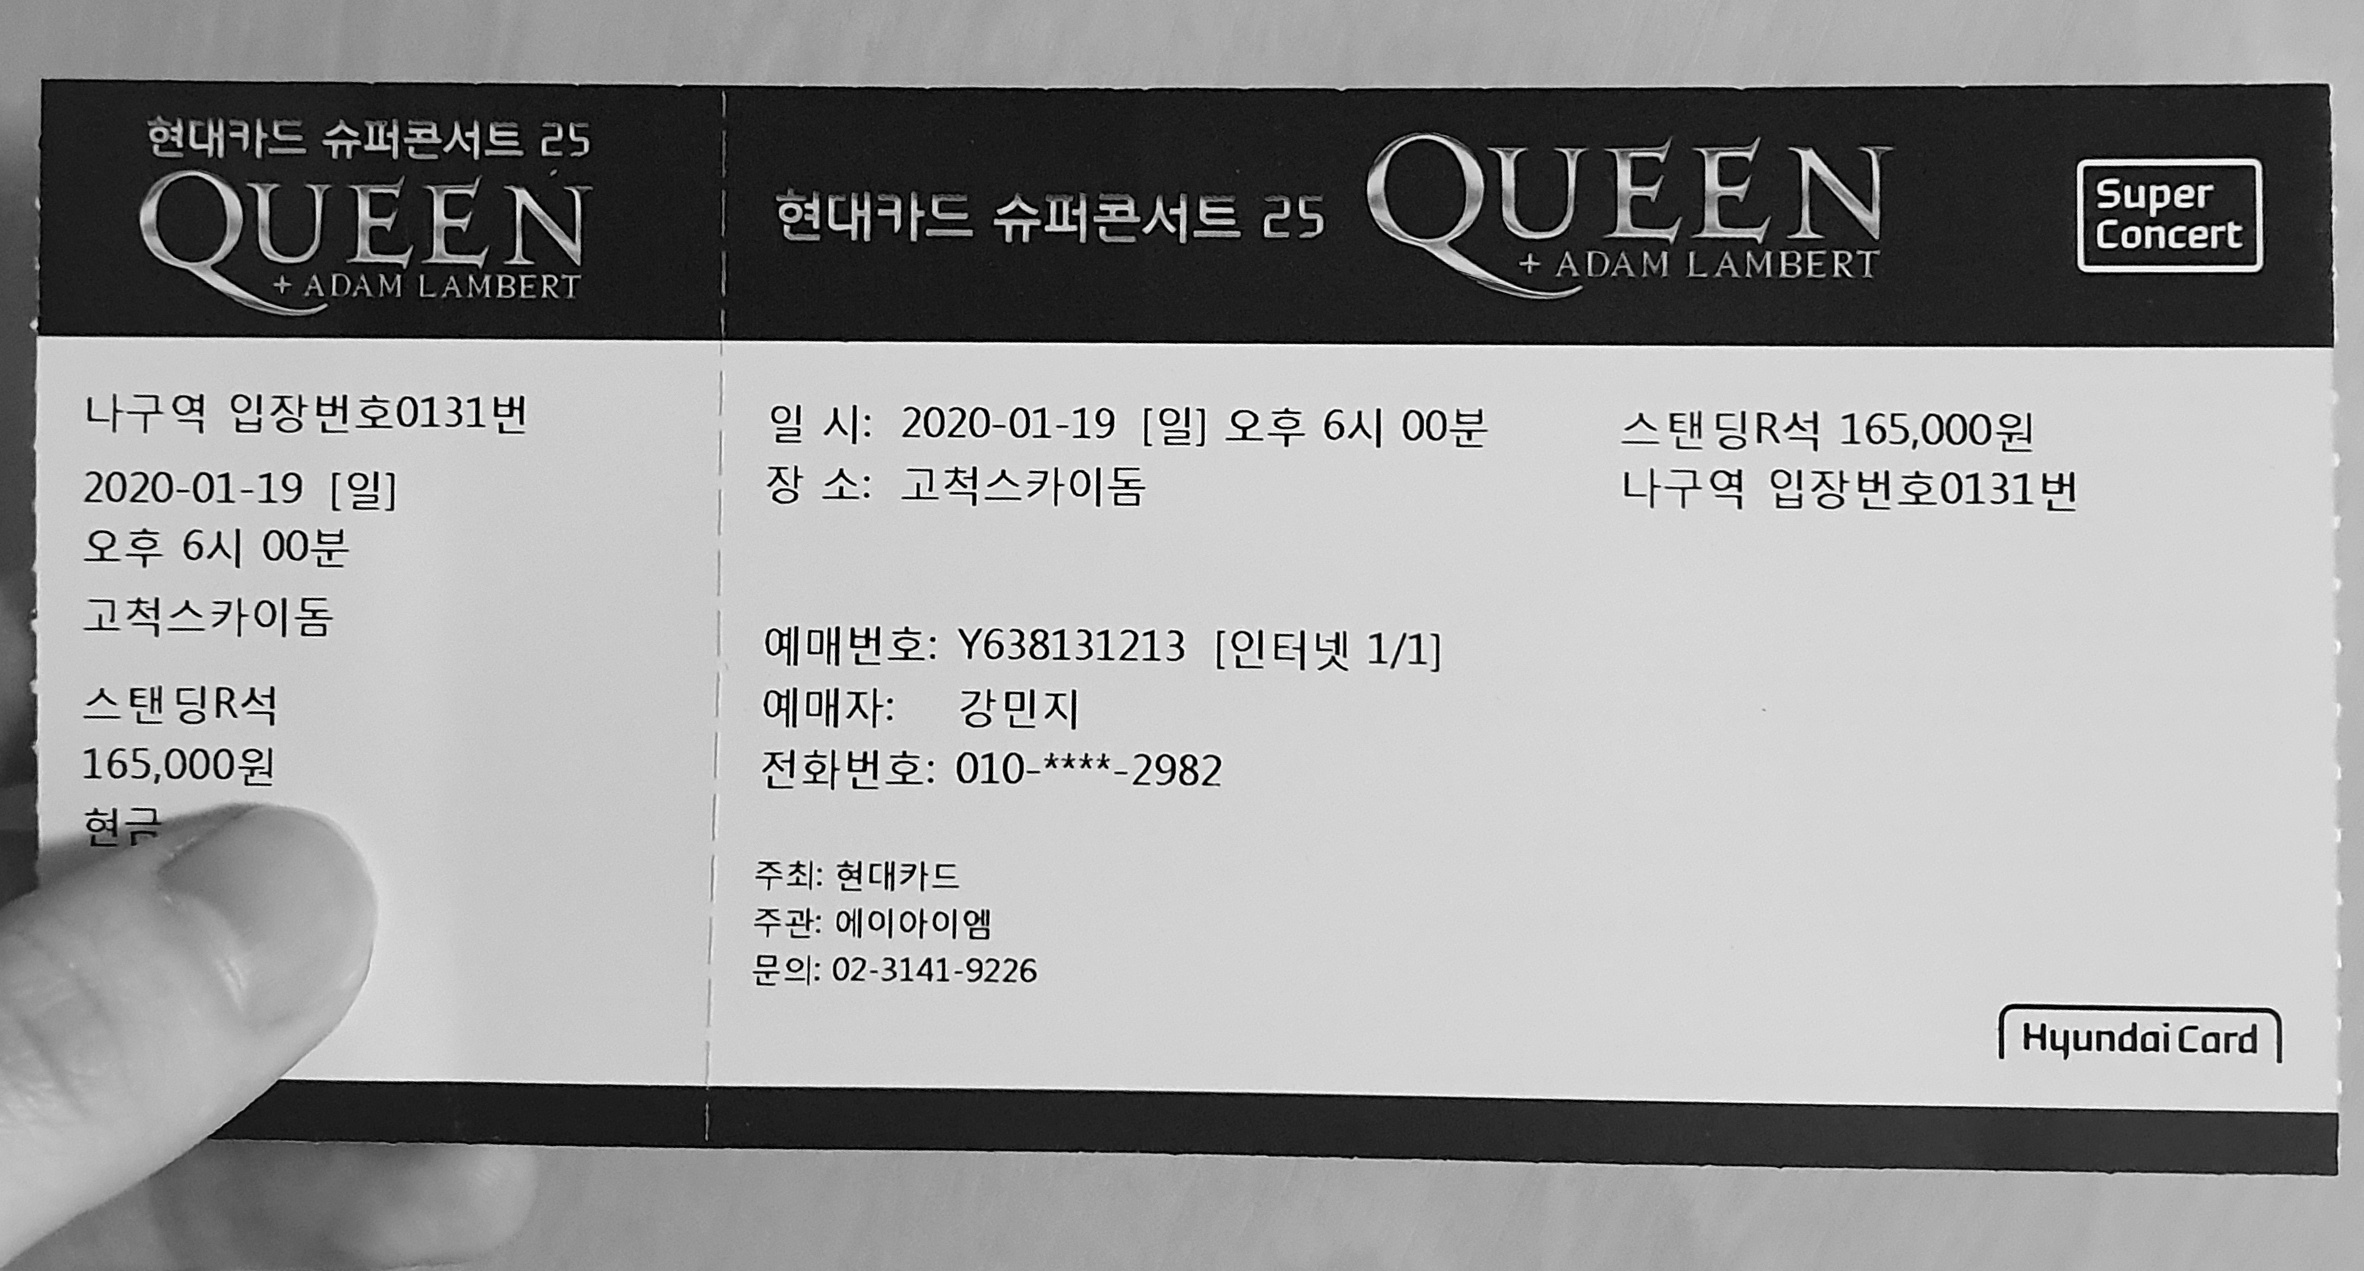 현대카드 슈퍼콘서트 25
QUEEN
+ ADAM LAMBERT
나구역 입장번호0131번
2020-01-19 [일]
오후 6시 00분
고척스카이돔
스탠딩R석
165,000원
현금
현대카드 슈퍼콘서트 25 QUEEN
+ ADAM LAMBERT
Super
Concert
일 시: 2020-01-19 [일] 오후 6시 00분
장 소: 고척스카이돔
스탠딩R석 165,000원
나구역 입장번호0131번
예매번호: Y638131213 [인터넷 1/1]
예매자: 강민지
전화번호: 010-****-2982
주최: 현대카드
주관: 에이아이엠
문의: 02-3141-9226
Hyundai Card